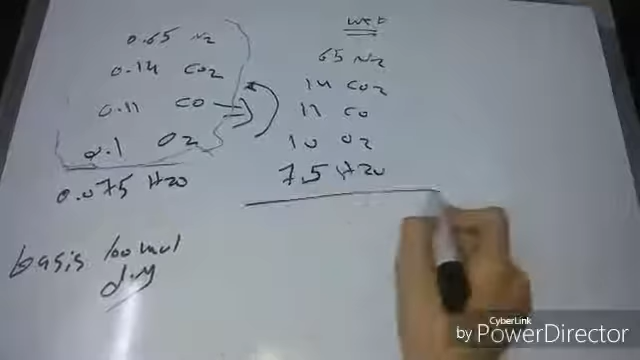 0.65 N2
0.14 CO2
0.11 CO
0.1 O2
0.075 H2O
basis 100 mol
dry
wet
65 N2
14 CO2
11 CO
10 O2
7.5 H2O
CyberLink
by PowerDirector